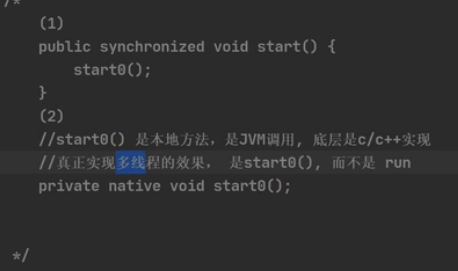 /*
(1)
public synchronized void start() {
start0();
}
(2)
//start0() 是本地方法，是JVM调用, 底层是c/c++实现
//真正实现多线程的效果， 是start0(), 而不是 run
private native void start0();
*/